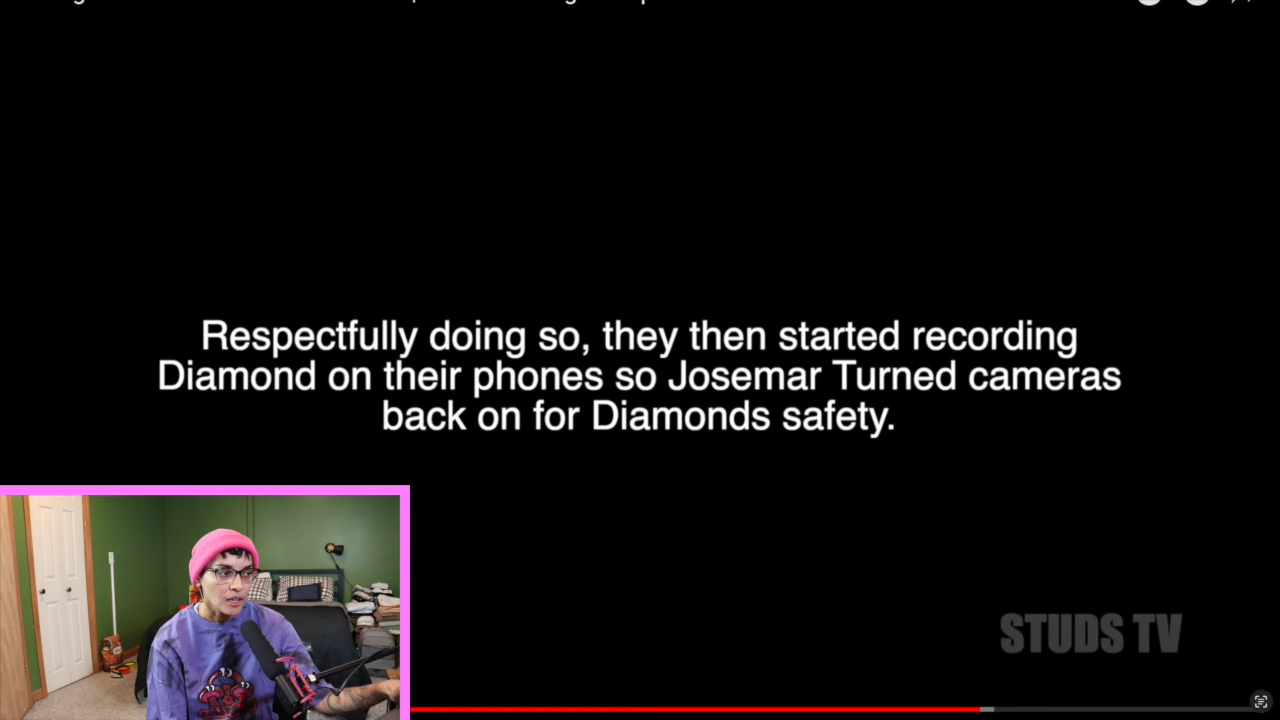 Respectfully doing so, they then started recording
Diamond on their phones so Josemar Turned cameras
back on for Diamonds safety.
STUDS TV